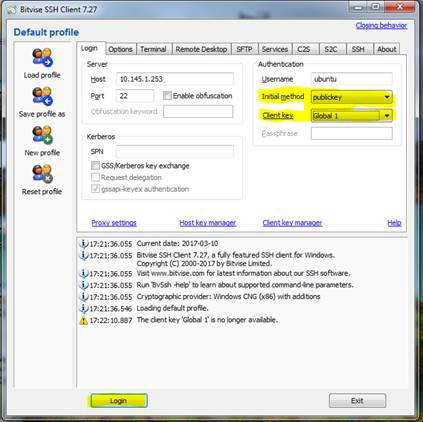 Bitvise SSH Client 7.27
Default profile
Closing behavior
Load profile
Save profile as
New profile
Reset profile
Login Options Terminal Remote Desktop SFTP Services C2S S2C SSH About
Server
Host 10.145.1.253
Port 22 Enable obfuscation
Obfuscation keyword
Kerberos
SPN
GSS/Kerberos key exchange
Request delegation
gssapi-keyex authentication
Authentication
Username ubuntu
Initial method publickey
Client key Global 1
Passphrase
Proxy settings Host key manager Client key manager Help
17:21:36.055 Current date: 2017-03-10
17:21:36.055 Bitvise SSH Client 7.27, a fully featured SSH client for Windows.
Copyright (C) 2000-2017 by Bitvise Limited.
17:21:36.055 Visit www.bitvise.com for latest information about our SSH software.
17:21:36.055 Run 'BvSsh -help' to learn about supported command-line parameters.
17:21:36.055 Cryptographic provider: Windows CNG (x86) with additions
17:21:36.546 Loading default profile.
17:22:10.887 The client key 'Global 1' is no longer available.
Login Exit